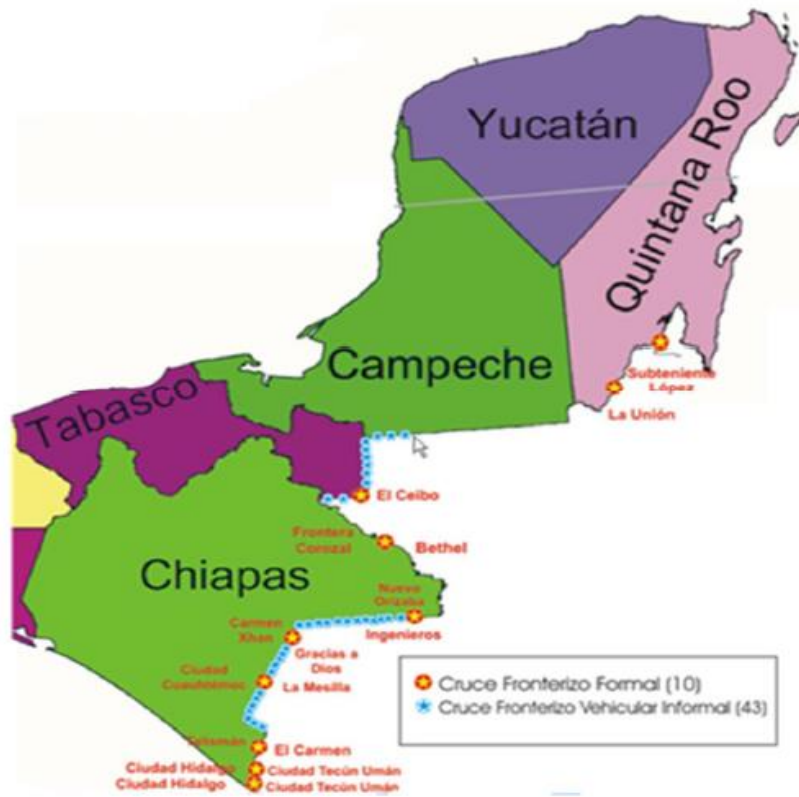 Yucatán
Quintana Roo
Campeche
Subteniente
López
La Unión
Tabasco
El Ceibo
Frontera
Corozal
Bethel
Chiapas
Nuevo
Orizaba
Ingenieros
Carmen
Xhan
Gracias a
Dios
Ciudad
Cuauhtémoc
La Mesilla
Cruce Fronterizo Formal (10)
Cruce Fronterizo Vehicular Informal (43)
Talismán
El Carmen
Ciudad Hidalgo
Ciudad Tecún Umán
Ciudad Hidalgo
Ciudad Tecún Umán